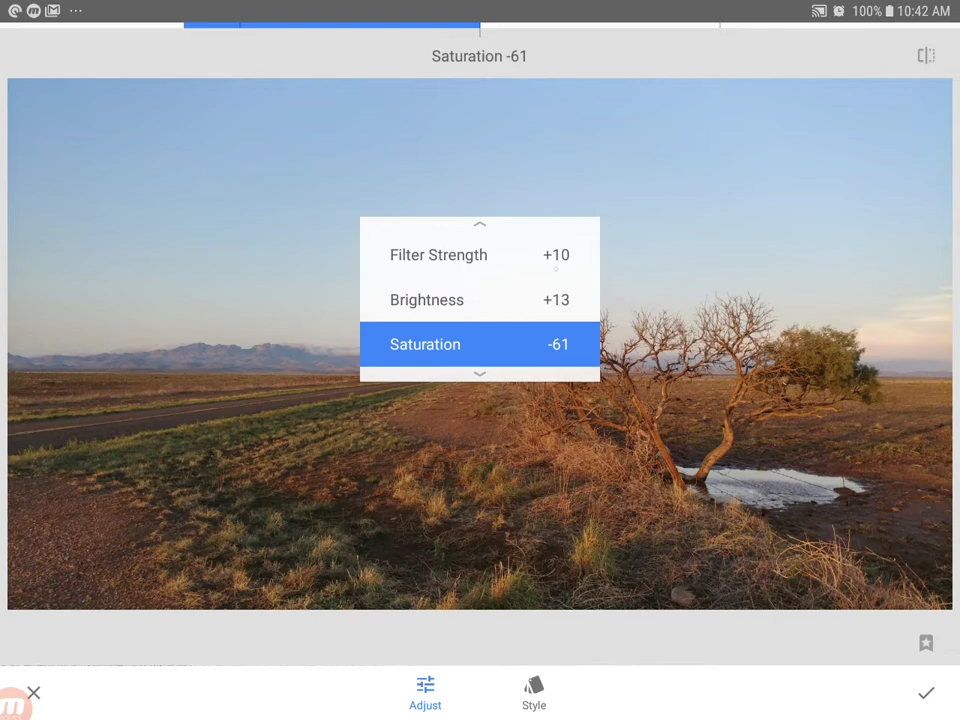 100% 10:42 AM
Saturation -61
Filter Strength +10
Brightness +13
Saturation -61
Adjust Style